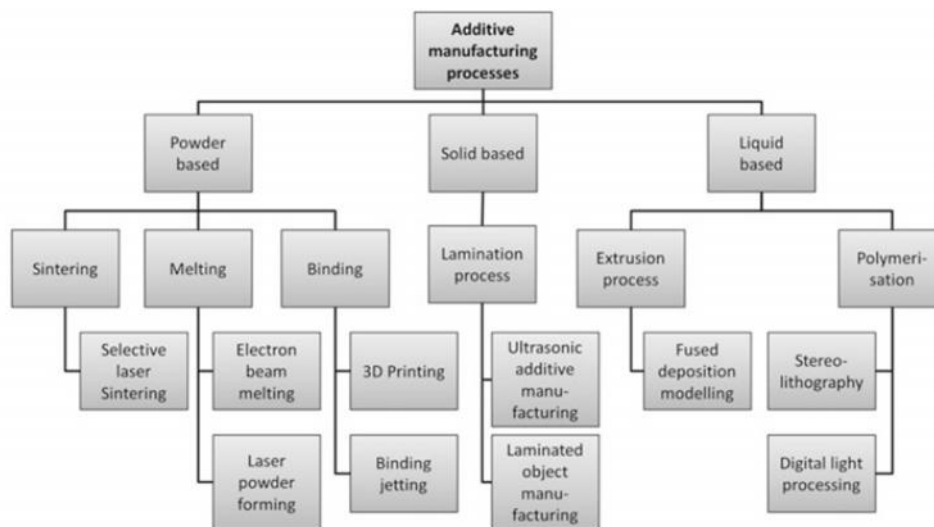 Additive
manufacturing
processes
Powder
based
Solid based
Liquid
based
Sintering
Melting
Binding
Lamination
process
Extrusion
process
Polymeri-
sation
Selective
laser
Sintering
Electron
beam
melting
3D Printing
Ultrasonic
additive
manu-
facturing
Fused
deposition
modelling
Stereo-
lithography
Laser
powder
forming
Binding
jetting
Laminated
object
manu-
facturing
Digital light
processing